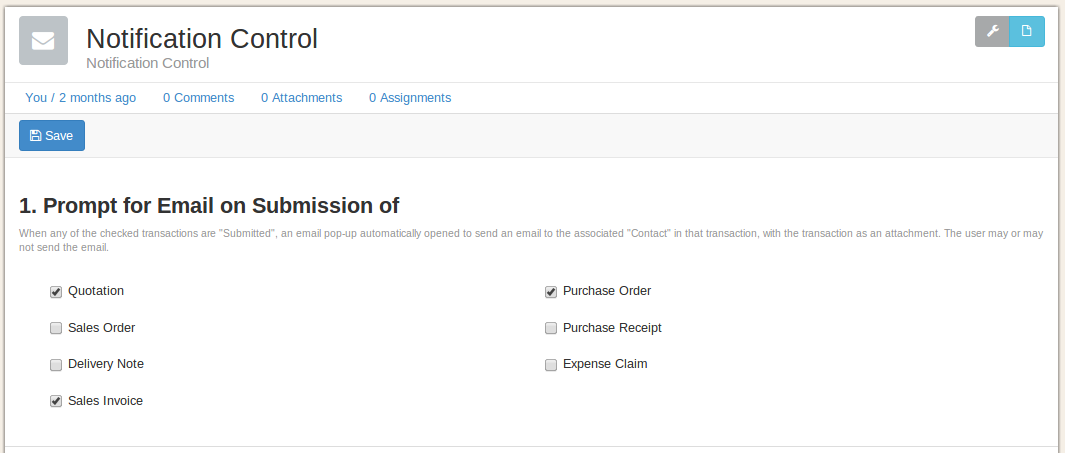 Notification Control
Notification Control
You / 2 months ago 0 Comments 0 Attachments 0 Assignments
Save
1. Prompt for Email on Submission of
When any of the checked transactions are "Submitted", an email pop-up automatically opened to send an email to the associated "Contact" in that transaction, with the transaction as an attachment. The user may or may
not send the email.
Quotation
Sales Order
Delivery Note
Sales Invoice
Purchase Order
Purchase Receipt
Expense Claim